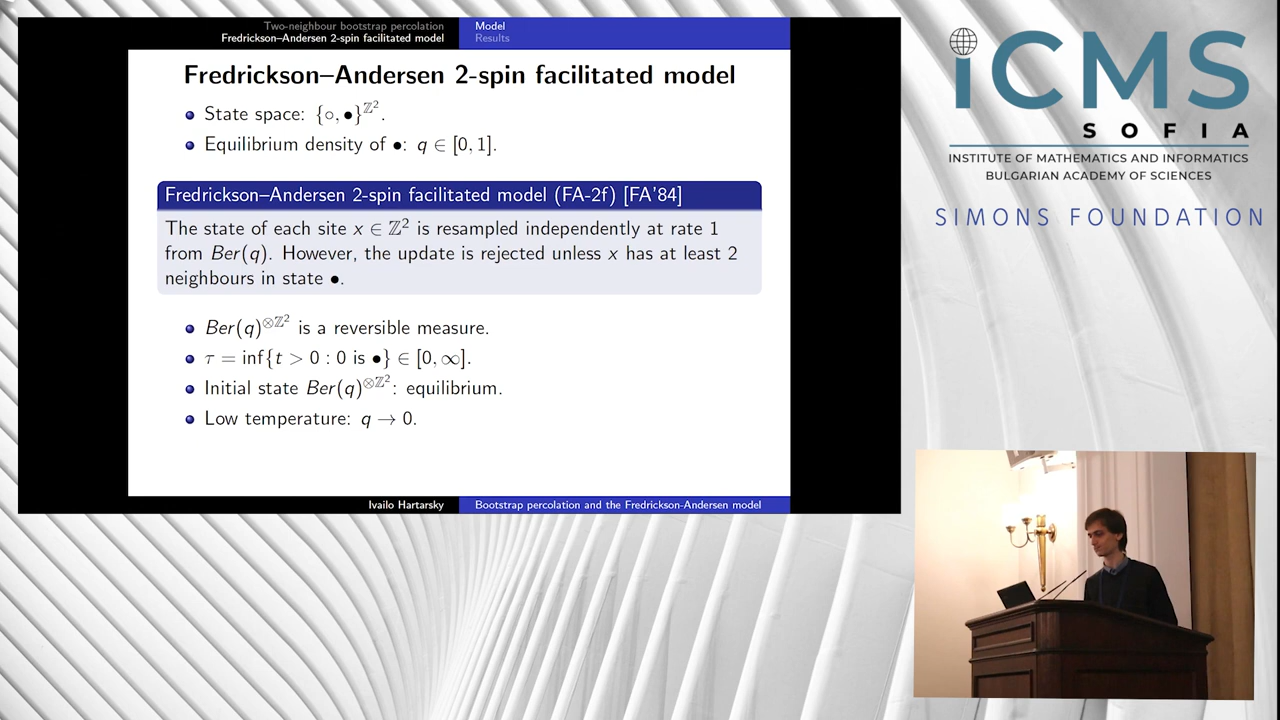 Two-neighbour bootstrap percolation
Fredrickson–Andersen 2-spin facilitated model
Model
Results
Fredrickson–Andersen 2-spin facilitated model
State space: {∘, •}^ℤ².
Equilibrium density of •: q ∈ [0, 1].
Fredrickson–Andersen 2-spin facilitated model (FA-2f) [FA'84]
The state of each site x ∈ ℤ² is resampled independently at rate 1
from Ber(q). However, the update is rejected unless x has at least 2
neighbours in state •.
Ber(q)^⊗ℤ² is a reversible measure.
τ = inf{t > 0 : 0 is •} ∈ [0, ∞].
Initial state Ber(q)^⊗ℤ²: equilibrium.
Low temperature: q → 0.
Ivailo Hartarsky
Bootstrap percolation and the Fredrickson-Andersen model
iCMS
SOFIA
INSTITUTE OF MATHEMATICS AND INFORMATICS
BULGARIAN ACADEMY OF SCIENCES
SIMONS FOUNDATION